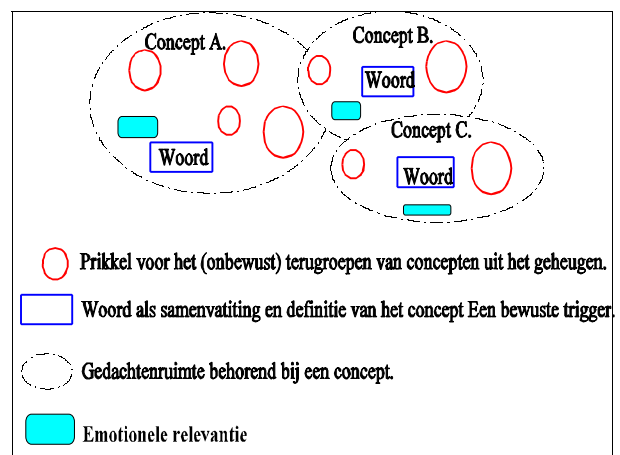 Concept A.
Concept B.
Woord
Concept C.
Woord
Woord
Prikkel voor het (onbewust) terugroepen van concepten uit het geheugen.
Woord als samenvatiting en definitie van het concept Een bewuste trigger.
Gedachtenruimte behorend bij een concept.
Emotionele relevantie